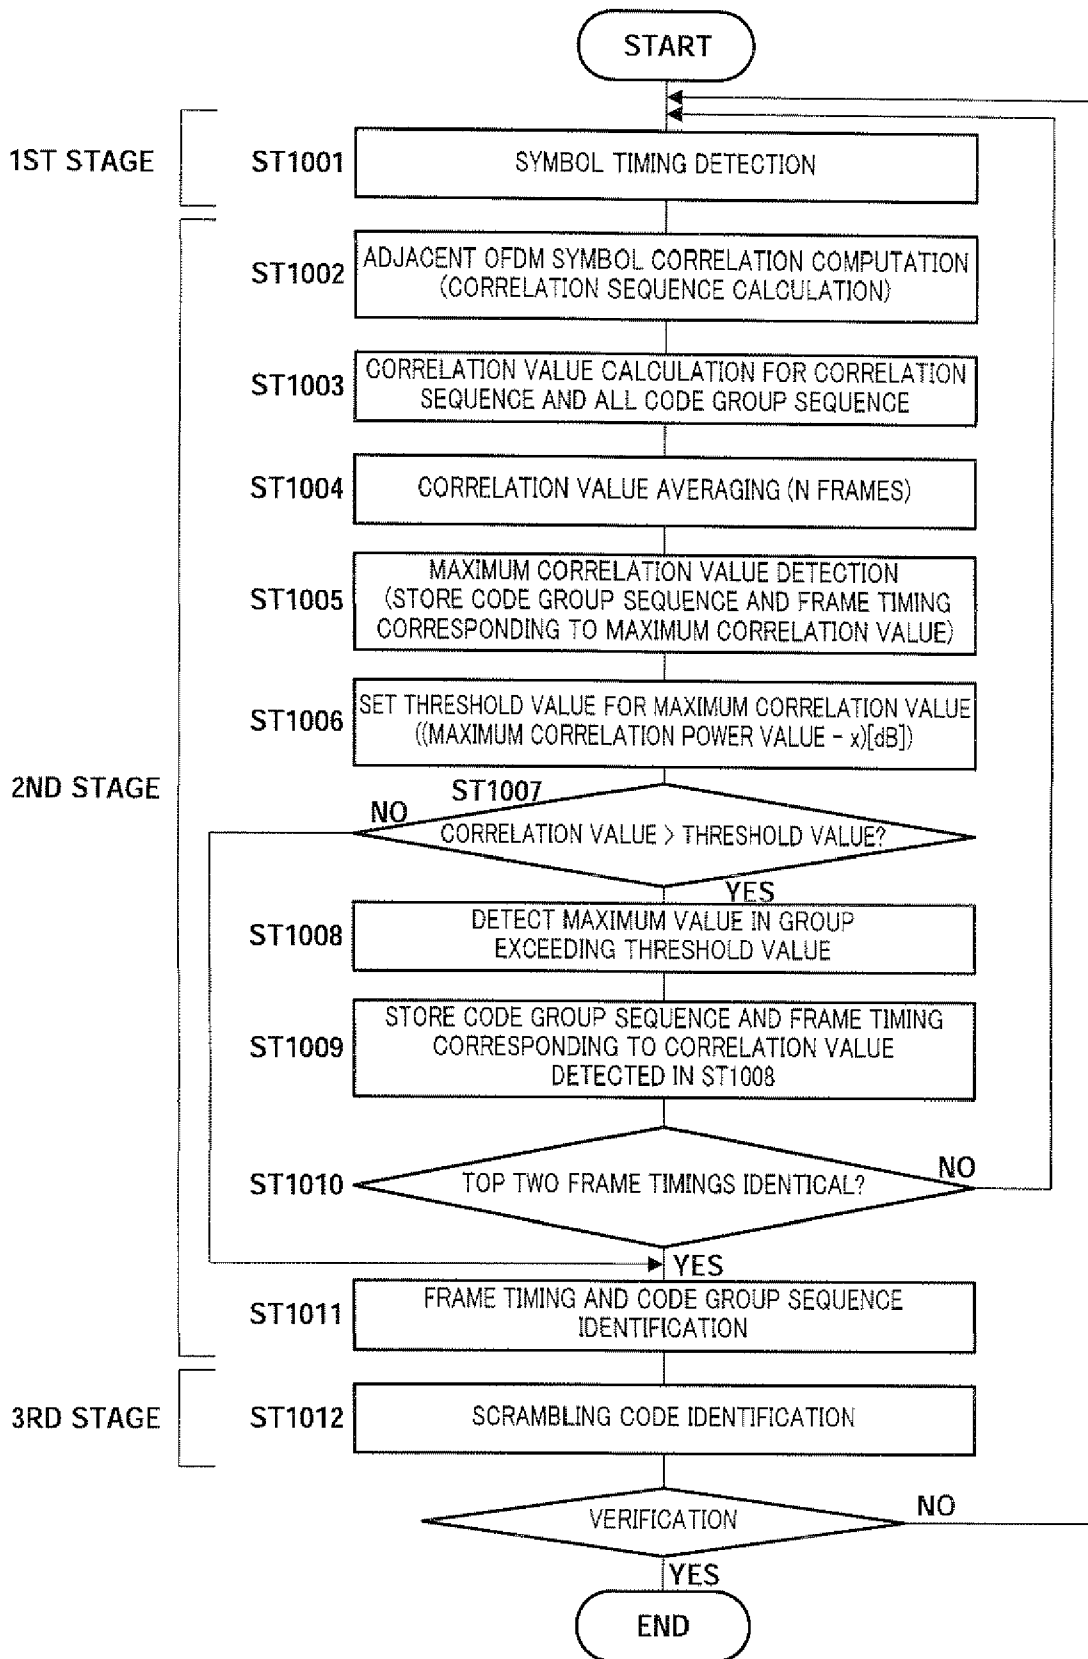 START
1ST STAGE
ST1001
SYMBOL TIMING DETECTION
ST1002
ADJACENT OFDM SYMBOL CORRELATION COMPUTATION
(CORRELATION SEQUENCE CALCULATION)
ST1003
CORRELATION VALUE CALCULATION FOR CORRELATION
SEQUENCE AND ALL CODE GROUP SEQUENCE
ST1004
CORRELATION VALUE AVERAGING (N FRAMES)
ST1005
MAXIMUM CORRELATION VALUE DETECTION
(STORE CODE GROUP SEQUENCE AND FRAME TIMING
CORRESPONDING TO MAXIMUM CORRELATION VALUE)
ST1006
SET THRESHOLD VALUE FOR MAXIMUM CORRELATION VALUE
((MAXIMUM CORRELATION POWER VALUE - x)[dB])
2ND STAGE
ST1007
NO
CORRELATION VALUE > THRESHOLD VALUE?
YES
ST1008
DETECT MAXIMUM VALUE IN GROUP
EXCEEDING THRESHOLD VALUE
ST1009
STORE CODE GROUP SEQUENCE AND FRAME TIMING
CORRESPONDING TO CORRELATION VALUE
DETECTED IN ST1008
ST1010
TOP TWO FRAME TIMINGS IDENTICAL?
NO
YES
ST1011
FRAME TIMING AND CODE GROUP SEQUENCE
IDENTIFICATION
3RD STAGE
ST1012
SCRAMBLING CODE IDENTIFICATION
VERIFICATION
NO
YES
END